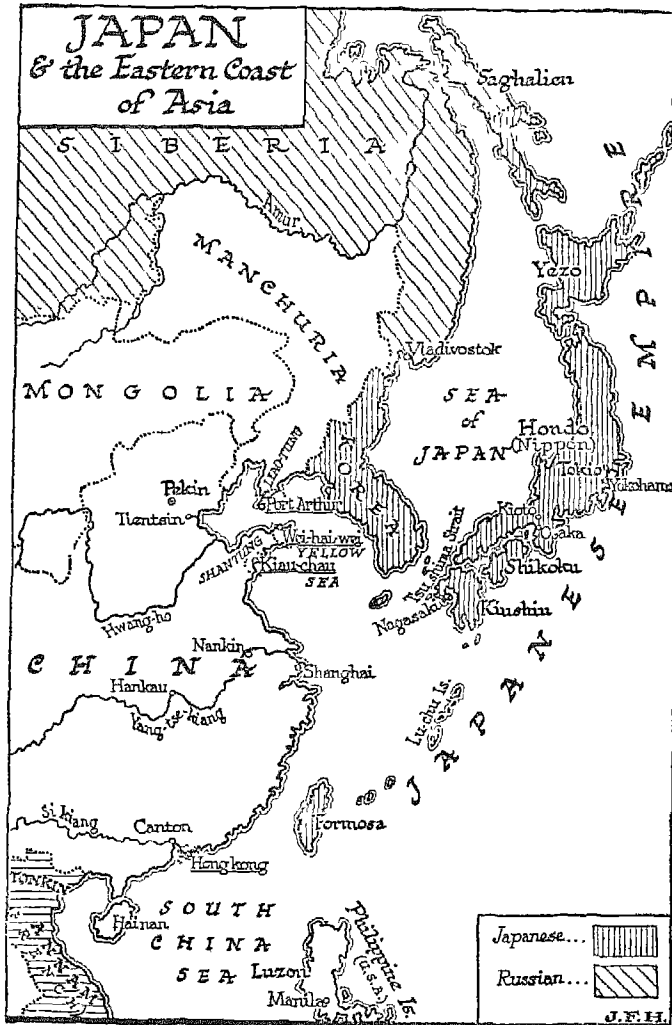 JAPAN
& the Eastern Coast
of Asia
SIBERIA
Saghalien
Amur
MANCHURIA
Yezo
Vladivostok
MONGOLIA
SEA
of
JAPAN
Hondo
(Nippon)
Tokio
Yokohama
KOREA
LIAOTUNG
Pekin
Port Arthur
Tientsin
Kioto
Osaka
Wei-hai-wei
SHANTUNG
YELLOW
SEA
Kiau-chau
Tsu-shima Strait
Shikoku
Nagasaki
Kiushiu
Hwang-ho
Nankin
CHINA
Shanghai
Hankau
Yang-tse-kiang
Lu-chu Is.
JAPANESE EMPIRE
Si kiang
Canton
Formosa
Hongkong
TONKIN
Hainan
SOUTH
CHINA
SEA
Luzon
Manila
Philippine Is.
(U.S.A.)
Japanese...
Russian...
J.F.H.